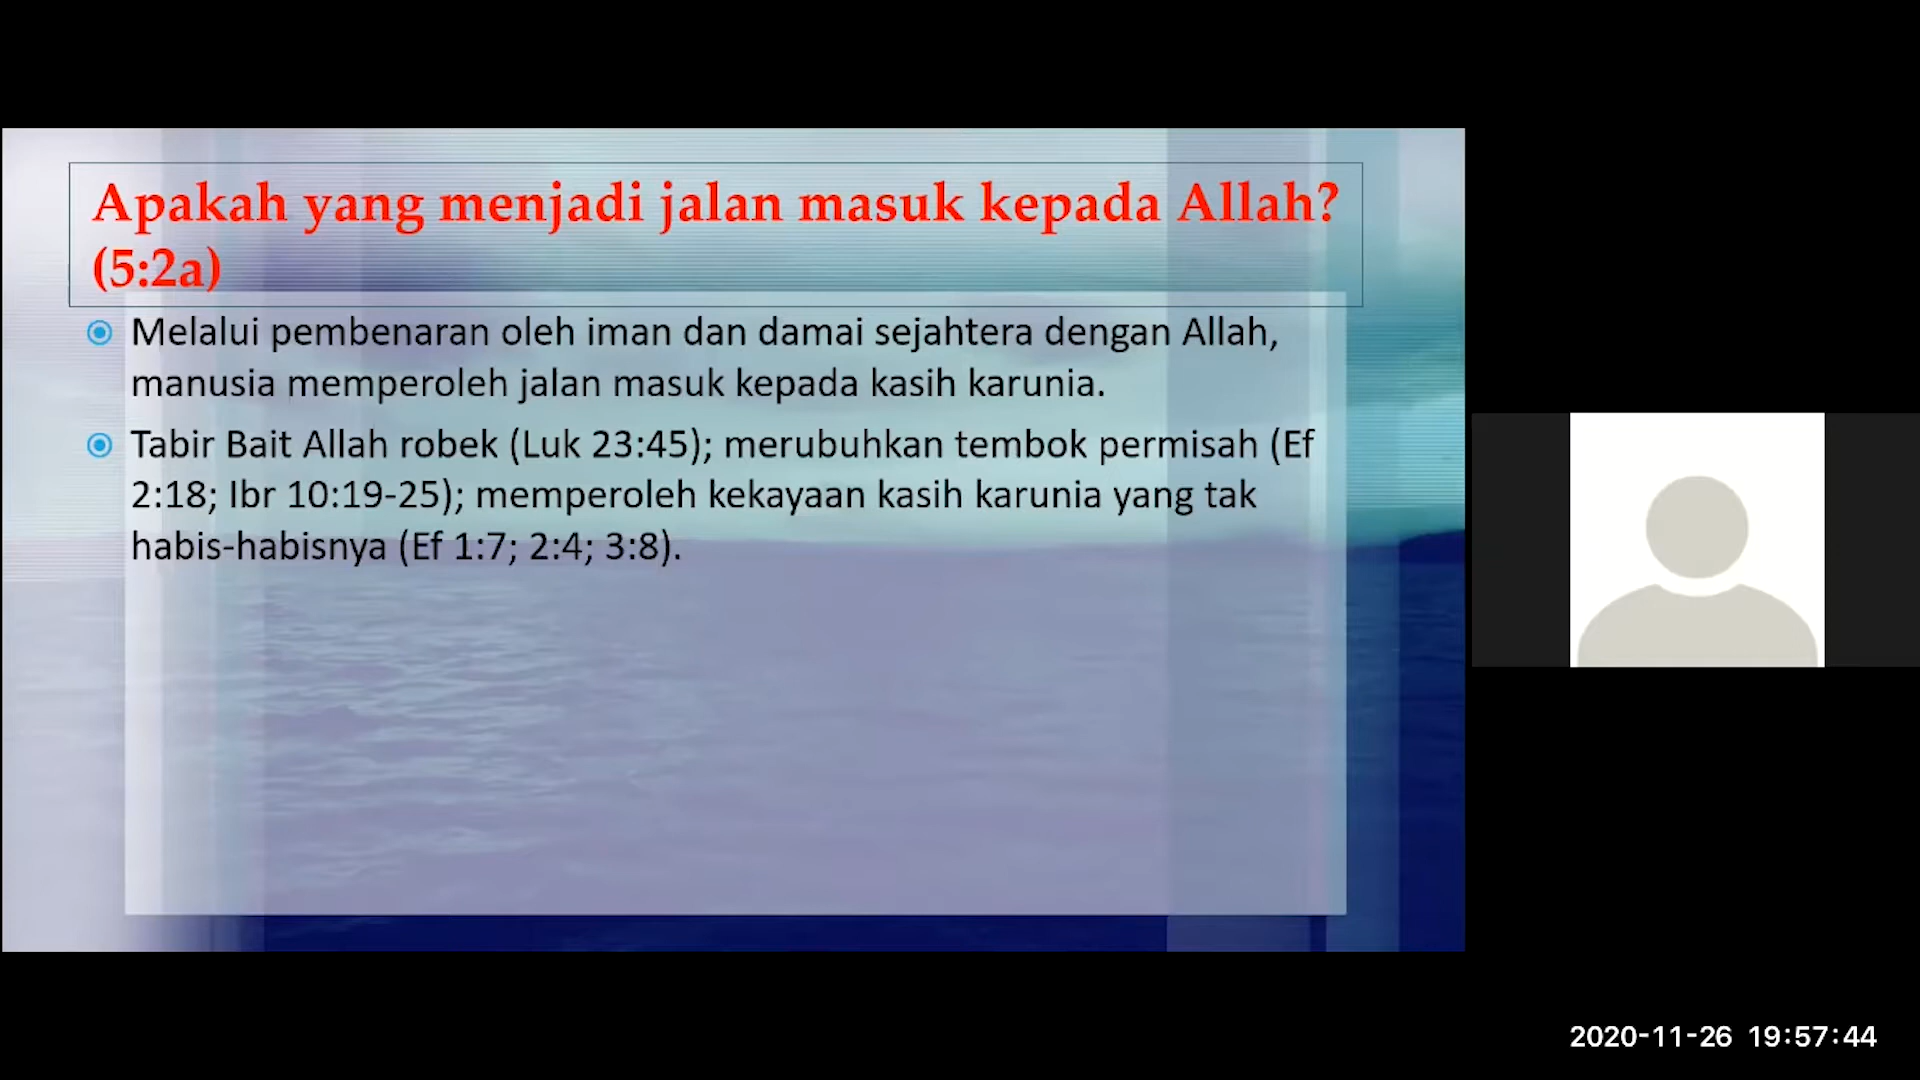 Apakah yang menjadi jalan masuk kepada Allah?
(5:2a)
Melalui pembenaran oleh iman dan damai sejahtera dengan Allah,
manusia memperoleh jalan masuk kepada kasih karunia.
Tabir Bait Allah robek (Luk 23:45); merubuhkan tembok permisah (Ef
2:18; Ibr 10:19-25); memperoleh kekayaan kasih karunia yang tak
habis-habisnya (Ef 1:7; 2:4; 3:8).
2020-11-26 19:57:44